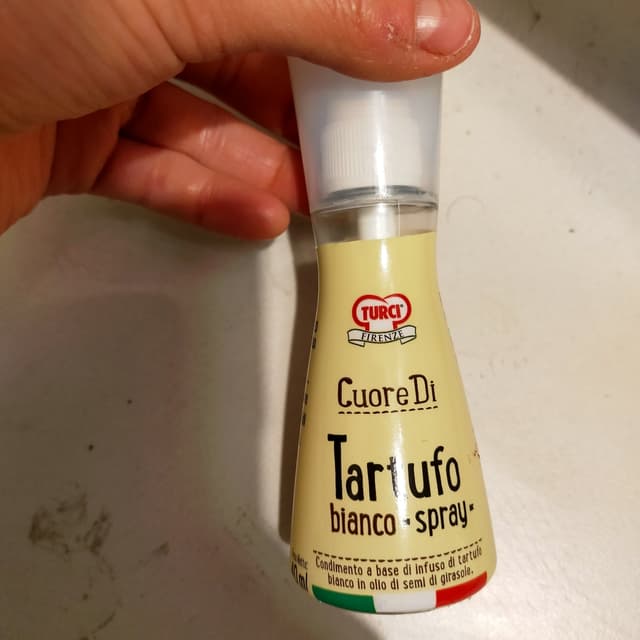 TURCI®
FIRENZE
Cuore Di
Tartufo
bianco - spray -
Condimento a base di infuso di tartufo
bianco in olio di semi di girasole.